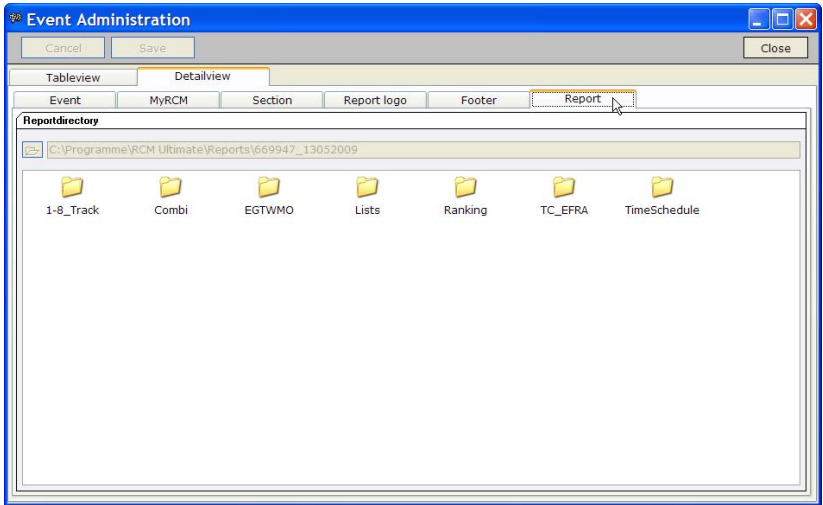 Event Administration
Cancel Save Close
Tableview Detailview
Event MyRCM Section Report logo Footer Report
Reportdirectory
C:\Programme\RCM Ultimate\Reports\669947_13052009
1-8_Track Combi EGTWMO Lists Ranking TC_EFRA TimeSchedule